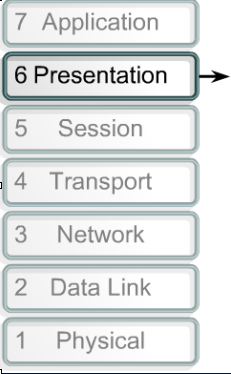 7 Application
6 Presentation
5 Session
4 Transport
3 Network
2 Data Link
1 Physical